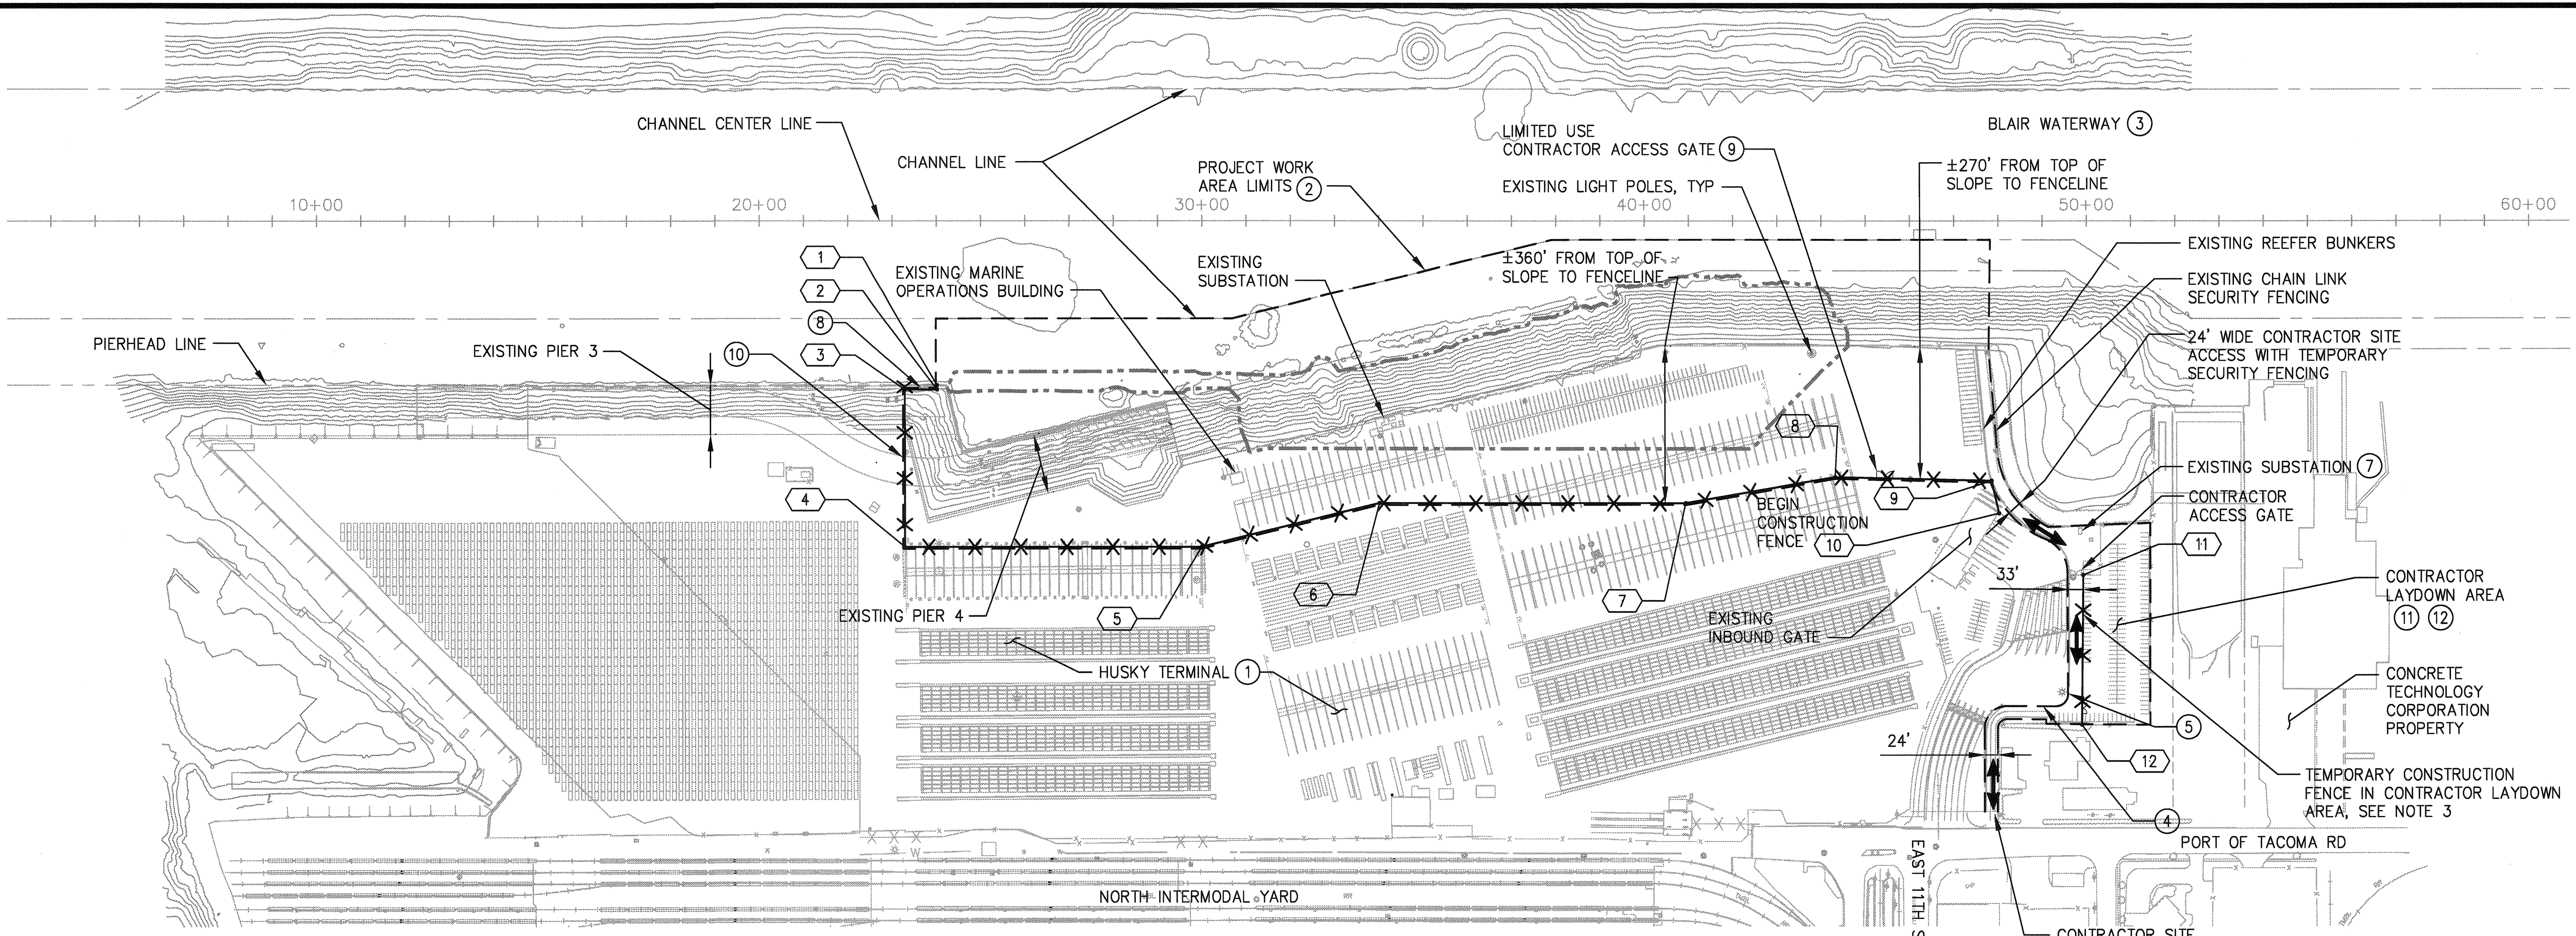 CHANNEL CENTER LINE
CHANNEL LINE
PROJECT WORK
AREA LIMITS 2
LIMITED USE
CONTRACTOR ACCESS GATE 9
EXISTING LIGHT POLES, TYP
BLAIR WATERWAY 3
±270' FROM TOP OF
SLOPE TO FENCELINE
10+00
20+00
30+00
40+00
50+00
60+00
1
2
8
3
10
4
EXISTING MARINE
OPERATIONS BUILDING
EXISTING
SUBSTATION
±360' FROM TOP OF
SLOPE TO FENCELINE
EXISTING REEFER BUNKERS
EXISTING CHAIN LINK
SECURITY FENCING
24' WIDE CONTRACTOR SITE
ACCESS WITH TEMPORARY
SECURITY FENCING
PIERHEAD LINE
EXISTING PIER 3
8
9
EXISTING SUBSTATION 7
CONTRACTOR
ACCESS GATE
BEGIN
CONSTRUCTION
FENCE
10
11
33'
CONTRACTOR
LAYDOWN AREA
11 12
6
7
EXISTING PIER 4
5
EXISTING
INBOUND GATE
HUSKY TERMINAL 1
CONCRETE
TECHNOLOGY
CORPORATION
PROPERTY
5
24'
12
TEMPORARY CONSTRUCTION
FENCE IN CONTRACTOR LAYDOWN
AREA, SEE NOTE 3
4
PORT OF TACOMA RD
W
NORTH INTERMODAL YARD
RR
RR
EAST 11TH S
CONTRACTOR SITE